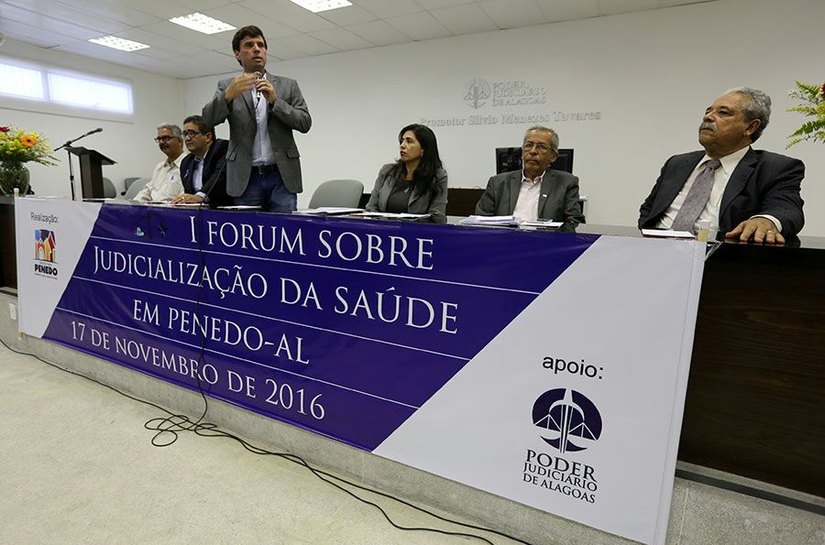 PODER
JUDICIÁRIO
DE ALAGOAS
Promotor Silvio Menezes Tavares
Realização:
PENEDO
I FORUM SOBRE
JUDICIALIZAÇÃO DA SAÚDE
EM PENEDO-AL
17 DE NOVEMBRO DE 2016
apoio:
PODER
JUDICIÁRIO
DE ALAGOAS